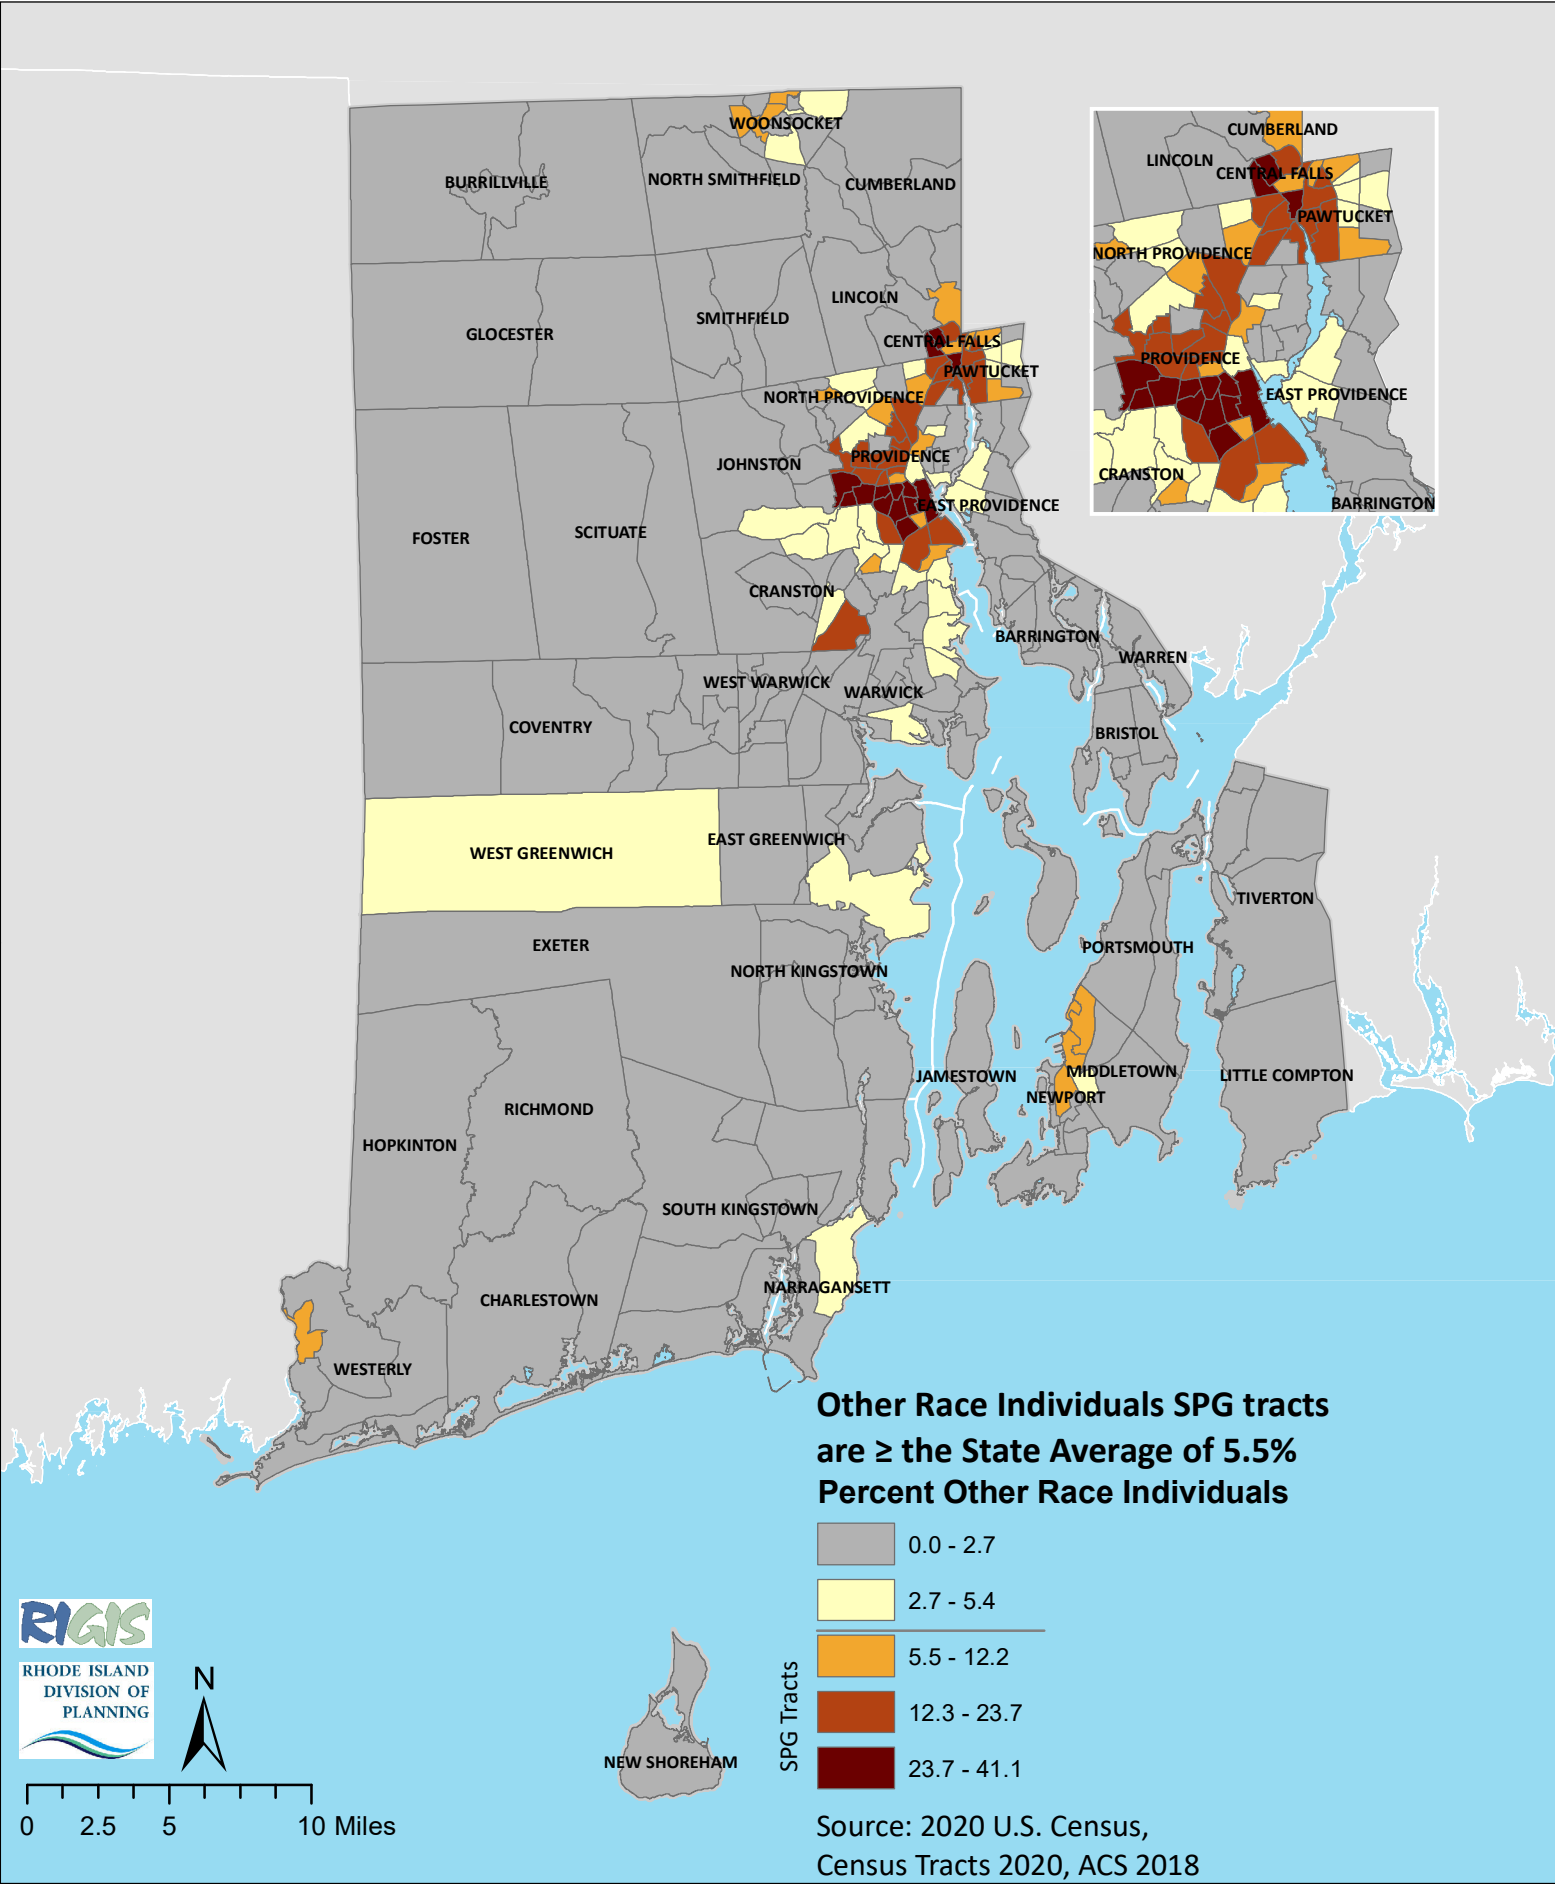 WOONSOCKET
BURRILLVILLE
NORTH SMITHFIELD
CUMBERLAND
LINCOLN
GLOCESTER
SMITHFIELD
CENTRAL FALLS
PAWTUCKET
NORTH PROVIDENCE
JOHNSTON
PROVIDENCE
EAST PROVIDENCE
FOSTER
SCITUATE
CRANSTON
BARRINGTON
WARREN
WEST WARWICK
WARWICK
COVENTRY
BRISTOL
WEST GREENWICH
EAST GREENWICH
TIVERTON
EXETER
PORTSMOUTH
NORTH KINGSTOWN
JAMESTOWN
MIDDLETOWN
LITTLE COMPTON
NEWPORT
RICHMOND
HOPKINTON
SOUTH KINGSTOWN
NARRAGANSETT
CHARLESTOWN
WESTERLY
NEW SHOREHAM
CUMBERLAND
LINCOLN
CENTRAL FALLS
PAWTUCKET
NORTH PROVIDENCE
PROVIDENCE
EAST PROVIDENCE
CRANSTON
BARRINGTON
Other Race Individuals SPG tracts
are ≥ the State Average of 5.5%
Percent Other Race Individuals
0.0 - 2.7
2.7 - 5.4
SPG Tracts
5.5 - 12.2
12.3 - 23.7
23.7 - 41.1
Source: 2020 U.S. Census,
Census Tracts 2020, ACS 2018
RIGIS
RHODE ISLAND
DIVISION OF
PLANNING
N
0 2.5 5 10 Miles